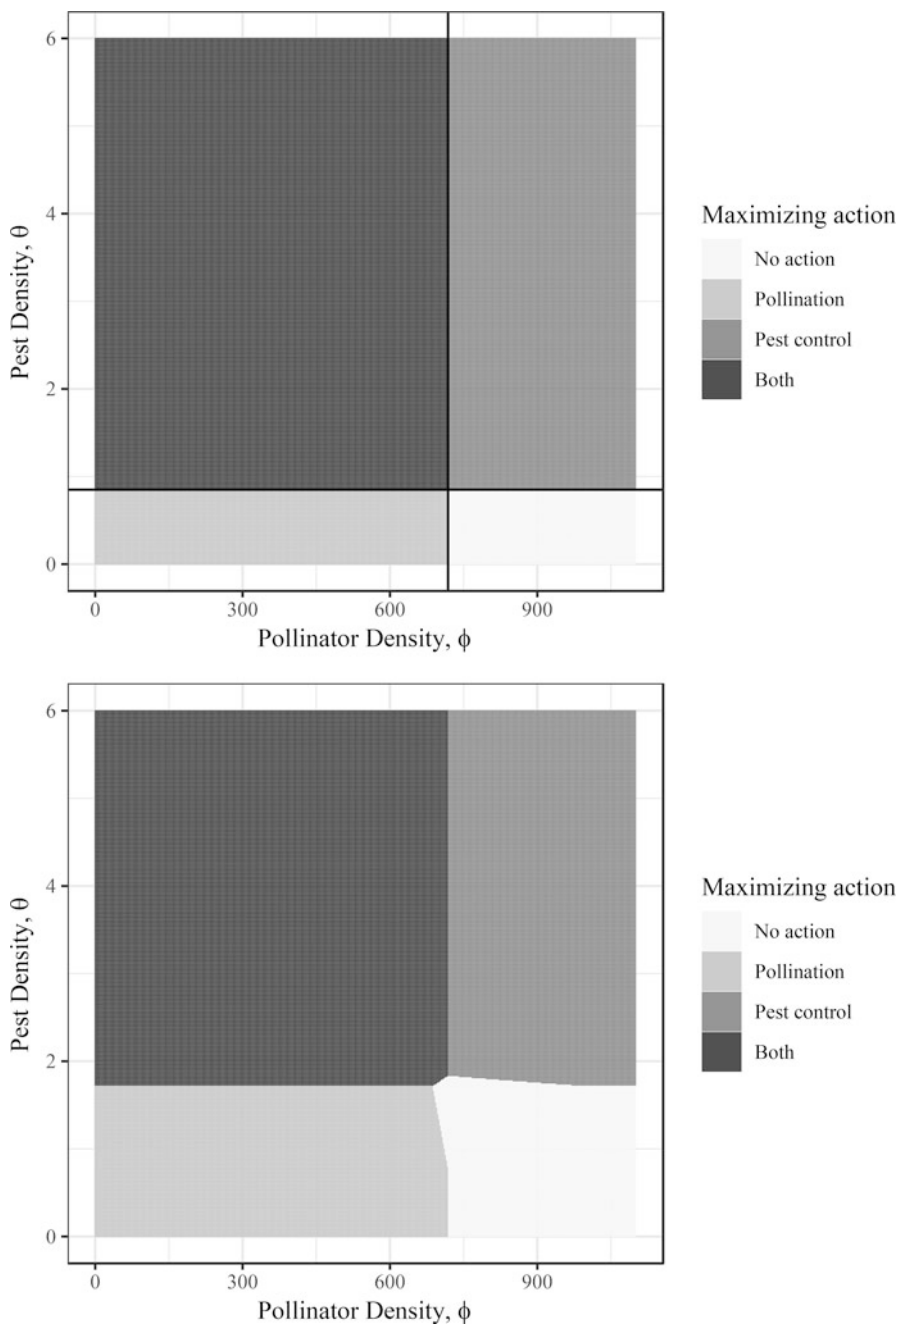 6
4
2
0
Pest Density, θ
0 300 600 900
Pollinator Density, ϕ
Maximizing action
No action
Pollination
Pest control
Both
6
4
2
0
Pest Density, θ
0 300 600 900
Pollinator Density, ϕ
Maximizing action
No action
Pollination
Pest control
Both